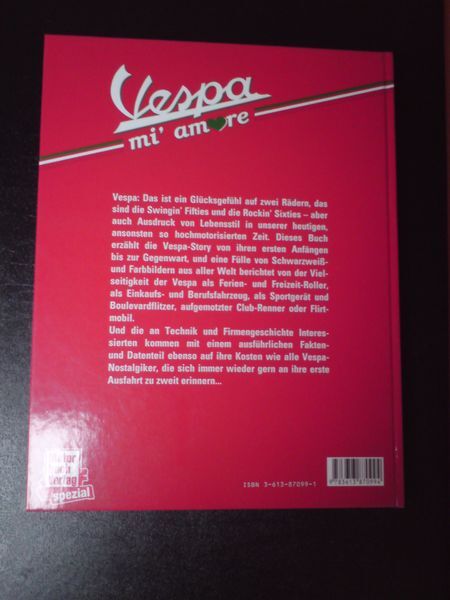 Vespa
mi' amore
Vespa: Das ist ein Glücksgefühl auf zwei Rädern, das
sind die Swingin' Fifties und die Rockin' Sixties – aber
auch Ausdruck von Lebensstil in unserer heutigen,
ansonsten so hochmotorisierten Zeit. Dieses Buch
erzählt die Vespa-Story von ihren ersten Anfängen
bis zur Gegenwart, und eine Fülle von Schwarzweiß-
und Farbbildern aus aller Welt berichtet von der Viel-
seitigkeit der Vespa als Ferien- und Freizeit-Roller,
als Einkaufs- und Berufsfahrzeug, als Sportgerät und
Boulevardflitzer, aufgemotzter Club-Renner oder Flirt-
mobil.
Und die an Technik und Firmengeschichte Interes-
sierten kommen mit einem ausführlichen Fakten-
und Datenteil ebenso auf ihre Kosten wie alle Vespa-
Nostalgiker, die sich immer wieder gern an ihre erste
Ausfahrt zu zweit erinnern...
Verlag
spezial
ISBN 3-613-87099-1
9 783613 870994